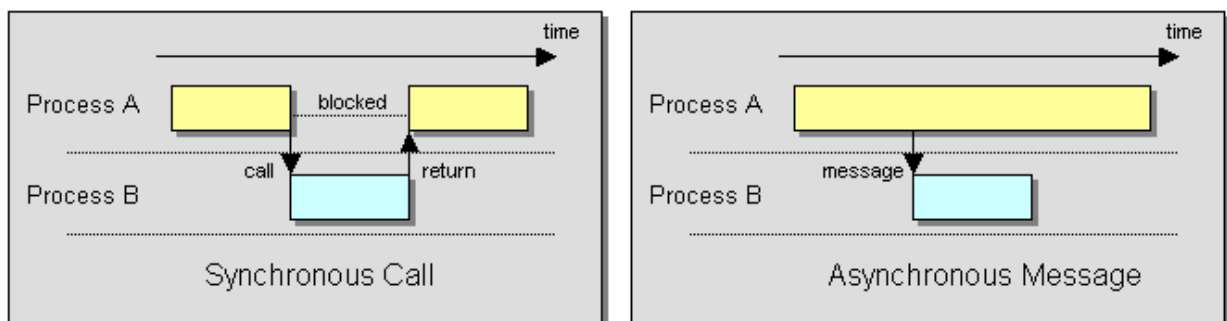 time
Process A
blocked
call
return
Process B
Synchronous Call
time
Process A
message
Process B
Asynchronous Message